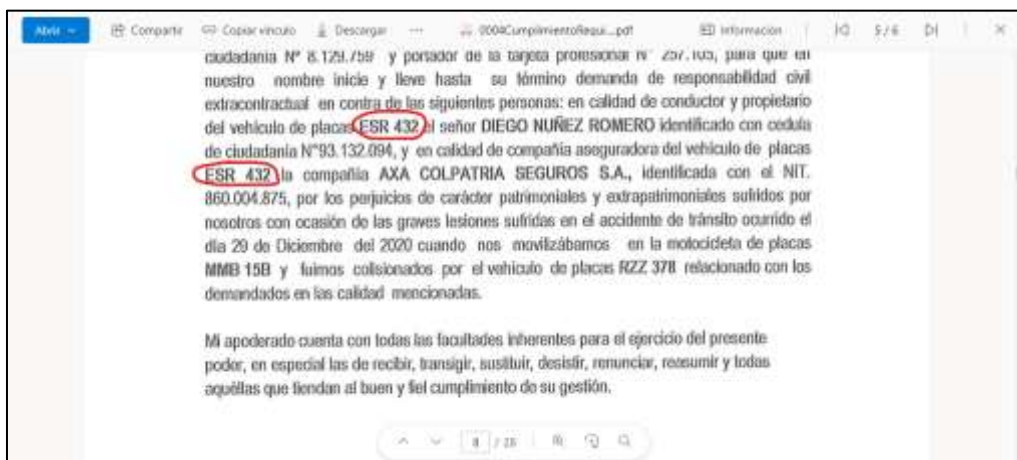 Abrir
Compartir Copiar vínculo Descargar ... 0004CumplimientoRequi...pdf Información 5 / 6
ciudadanía Nº 8.129.759 y portador de la tarjeta profesional N° 257.105, para que en
nuestro nombre inicie y lleve hasta su término demanda de responsabilidad civil
extracontractual en contra de las siguientes personas: en calidad de conductor y propietario
del vehículo de placas ESR 432 el señor DIEGO NUÑEZ ROMERO identificado con cedula
de ciudadanía N°93.132.094, y en calidad de compañía aseguradora del vehículo de placas
ESR 432 la compañía AXA COLPATRIA SEGUROS S.A., identificada con el NIT.
860.004.875, por los perjuicios de carácter patrimoniales y extrapatrimoniales sufridos por
nosotros con ocasión de las graves lesiones sufridas en el accidente de tránsito ocurrido el
día 29 de Diciembre del 2020 cuando nos movilizábamos en la motocicleta de placas
MMB 15B y fuimos colisionados por el vehículo de placas RZZ 378 relacionado con los
demandados en las calidad mencionadas.
Mi apoderado cuenta con todas las facultades inherentes para el ejercicio del presente
poder, en especial las de recibir, transigir, sustituir, desistir, renunciar, reasumir y todas
aquéllas que tiendan al buen y fiel cumplimiento de su gestión.
8 /